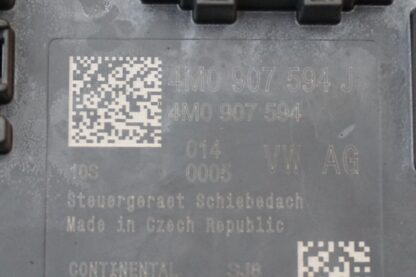 4M0 907 594 J
4M0 907 594
014
10S 0005 VW AG
Steuergeraet Schiebedach
Made in Czech Republic
CONTINENTAL